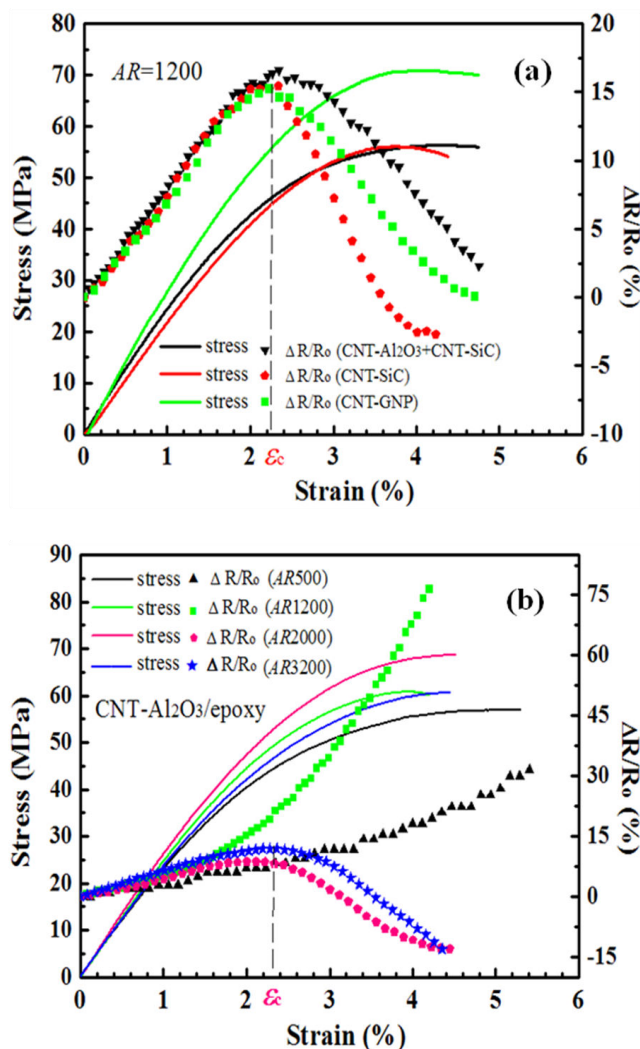 AR=1200
(a)
Stress (MPa)
80
70
60
50
40
30
20
10
0
20
15
10
5
0
-5
-10
ΔR/R₀ (%)
stress ΔR/R₀ (CNT-Al₂O₃+CNT-SiC)
stress ΔR/R₀ (CNT-SiC)
stress ΔR/R₀ (CNT-GNP)
0 1 2 εc 3 4 5 6
Strain (%)
(b)
Stress (MPa)
90
80
70
60
50
40
30
20
10
0
75
60
45
30
15
0
-15
ΔR/R₀ (%)
stress ΔR/R₀ (AR500)
stress ΔR/R₀ (AR1200)
stress ΔR/R₀ (AR2000)
stress ΔR/R₀ (AR3200)
CNT-Al₂O₃/epoxy
0 1 2 εc 3 4 5 6
Strain (%)